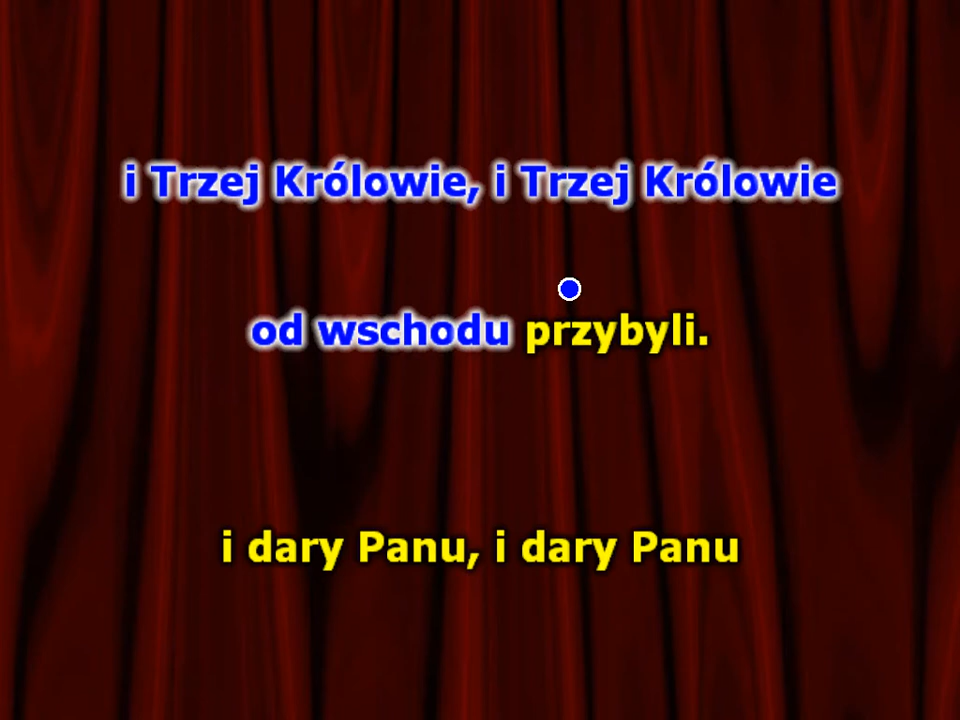 i Trzej Królowie, i Trzej Królowie
od wschodu przybyli.
i dary Panu, i dary Panu